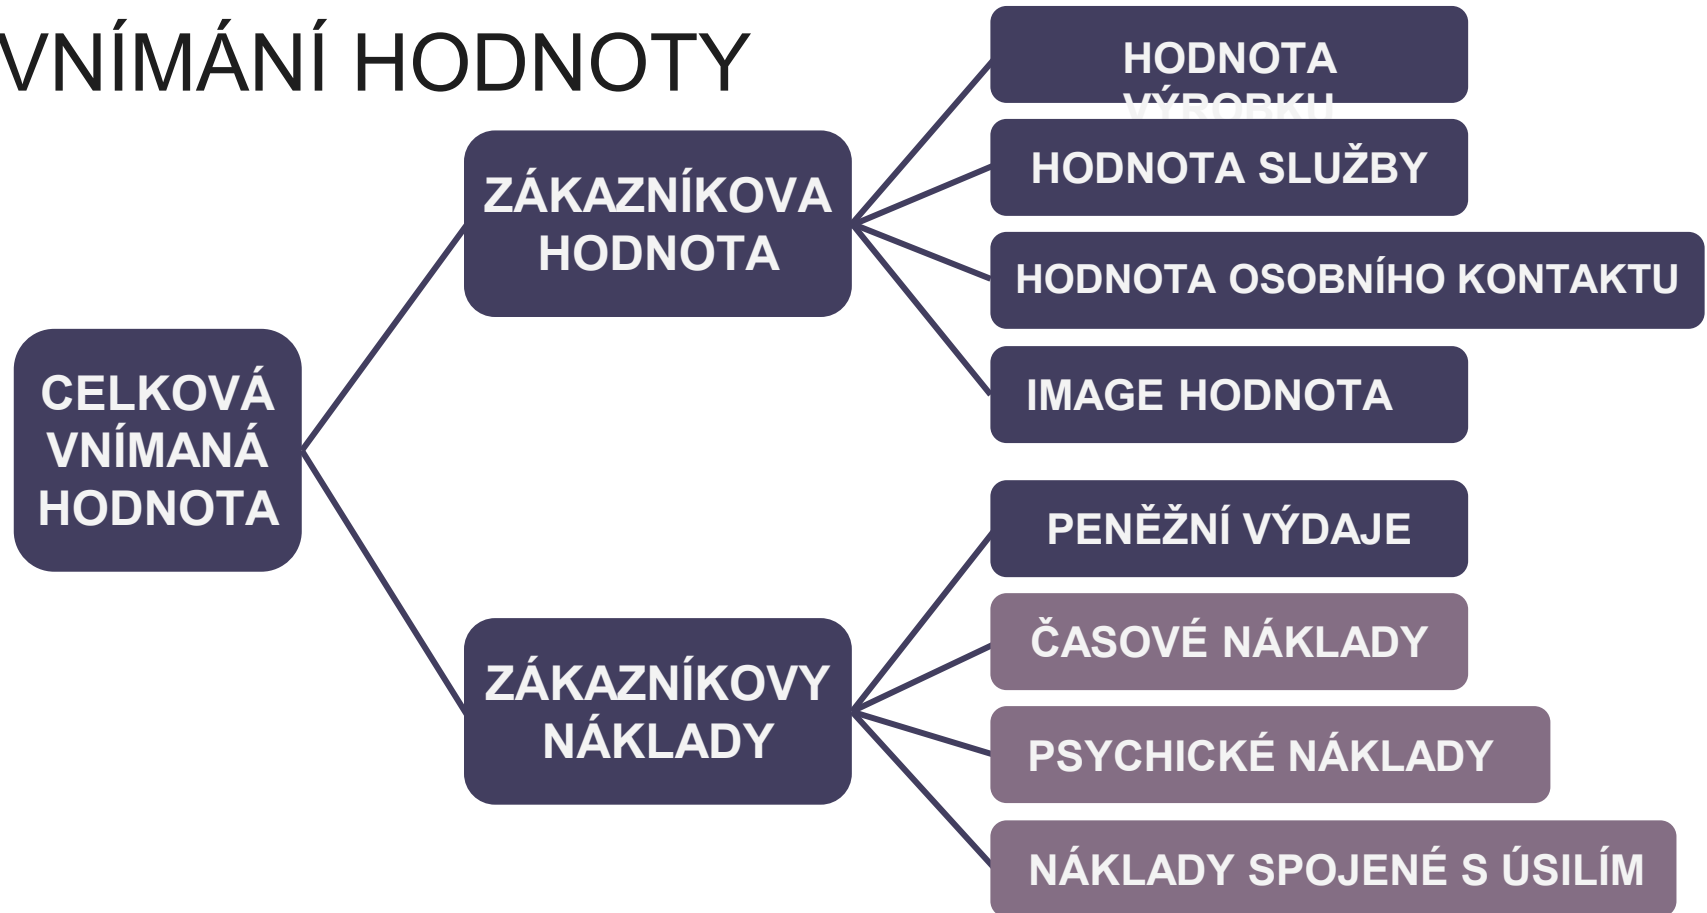 VNÍMÁNÍ HODNOTY
HODNOTA
VÝROBKU
HODNOTA SLUŽBY
ZÁKAZNÍKOVA
HODNOTA
HODNOTA OSOBNÍHO KONTAKTU
IMAGE HODNOTA
CELKOVÁ
VNÍMANÁ
HODNOTA
PENĚŽNÍ VÝDAJE
ČASOVÉ NÁKLADY
ZÁKAZNÍKOVY
NÁKLADY
PSYCHICKÉ NÁKLADY
NÁKLADY SPOJENÉ S ÚSILÍM